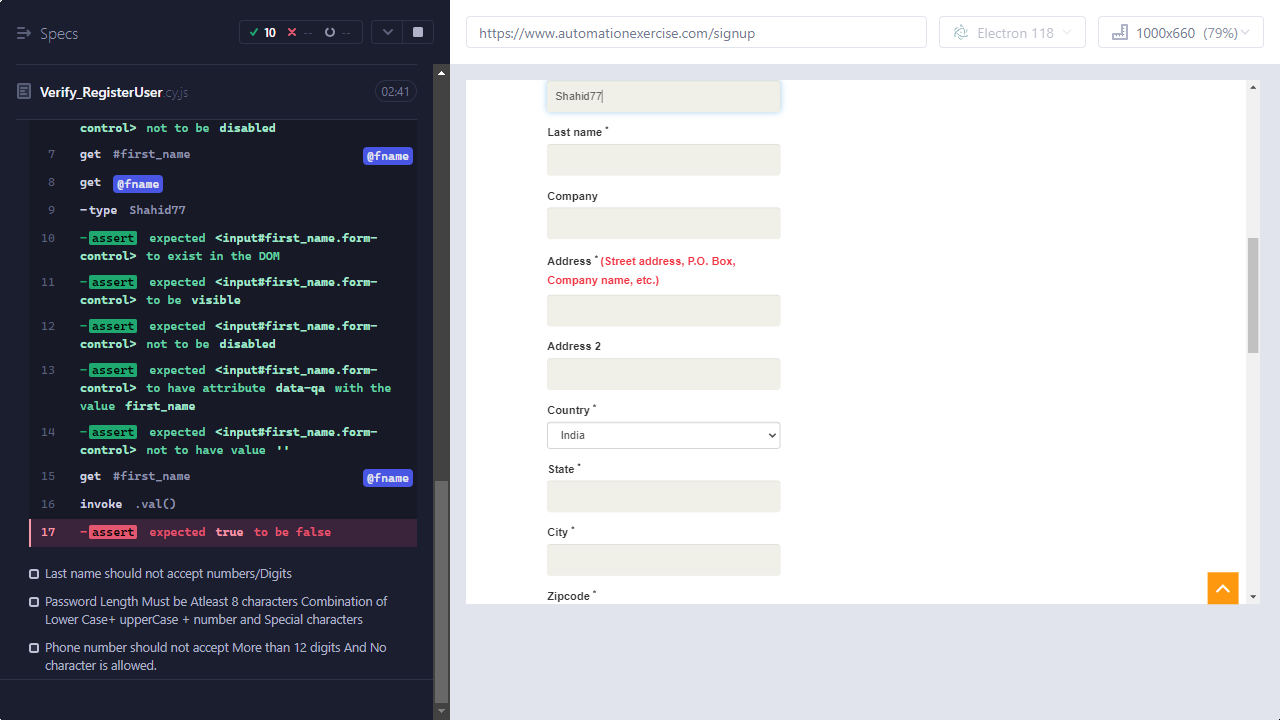 Specs
10
--
--
Verify_RegisterUser.cy.js
02:41
control> not to be disabled
7 get #first_name @fname
8 get @fname
9 -type Shahid77
10 -assert expected <input#first_name.form-
control> to exist in the DOM
11 -assert expected <input#first_name.form-
control> to be visible
12 -assert expected <input#first_name.form-
control> not to be disabled
13 -assert expected <input#first_name.form-
control> to have attribute data-qa with the
value first_name
14 -assert expected <input#first_name.form-
control> not to have value ''
15 get #first_name @fname
16 invoke .val()
17 -assert expected true to be false
Last name should not accept numbers/Digits
Password Length Must be Atleast 8 characters Combination of
Lower Case+ upperCase + number and Special characters
Phone number should not accept More than 12 digits And No
character is allowed.
https://www.automationexercise.com/signup
Electron 118
1000x660 (79%)
Shahid77
Last name *
Company
Address * (Street address, P.O. Box,
Company name, etc.)
Address 2
Country *
India
State *
City *
Zipcode *